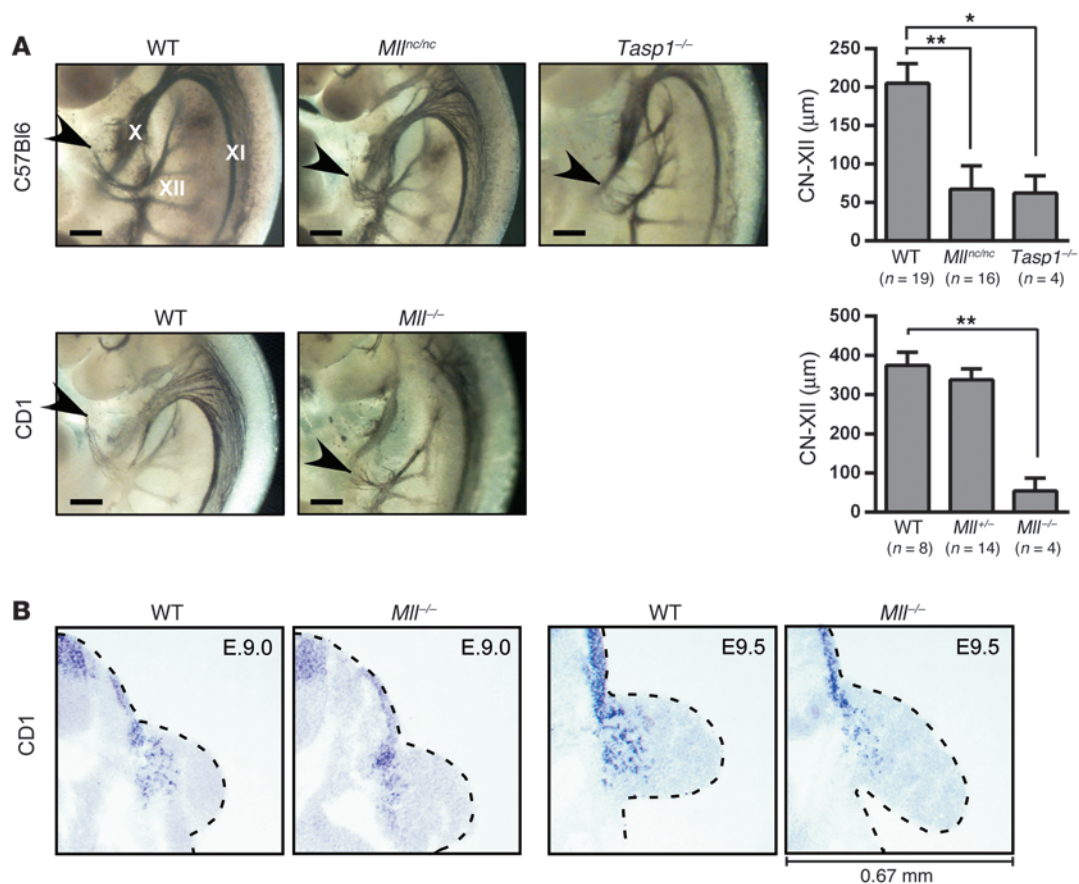 A
WT
Mll^nc/nc
Tasp1^–/–
C57Bl6
X
XI
XII
*
**
CN-XII (μm)
250
200
150
100
50
0
WT
Mll^nc/nc
Tasp1^–/–
(n = 19)
(n = 16)
(n = 4)
WT
Mll^–/–
CD1
**
CN-XII (μm)
500
400
300
200
100
0
WT
Mll^+/–
Mll^–/–
(n = 8)
(n = 14)
(n = 4)
B
WT
Mll^–/–
WT
Mll^–/–
CD1
E.9.0
E.9.0
E9.5
E9.5
0.67 mm